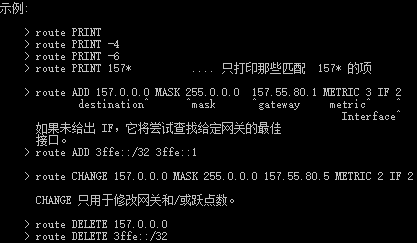 示例:
> route PRINT
> route PRINT -4
> route PRINT -6
> route PRINT 157*          .... 只打印那些匹配  157* 的项
> route ADD 157.0.0.0 MASK 255.0.0.0  157.55.80.1 METRIC 3 IF 2
destination^      ^mask      ^gateway     metric^    ^
Interface^
如果未给出 IF，它将尝试查找给定网关的最佳
接口。
> route ADD 3ffe::/32 3ffe::1
> route CHANGE 157.0.0.0 MASK 255.0.0.0 157.55.80.5 METRIC 2 IF 2
CHANGE 只用于修改网关和/或跃点数。
> route DELETE 157.0.0.0
> route DELETE 3ffe::/32